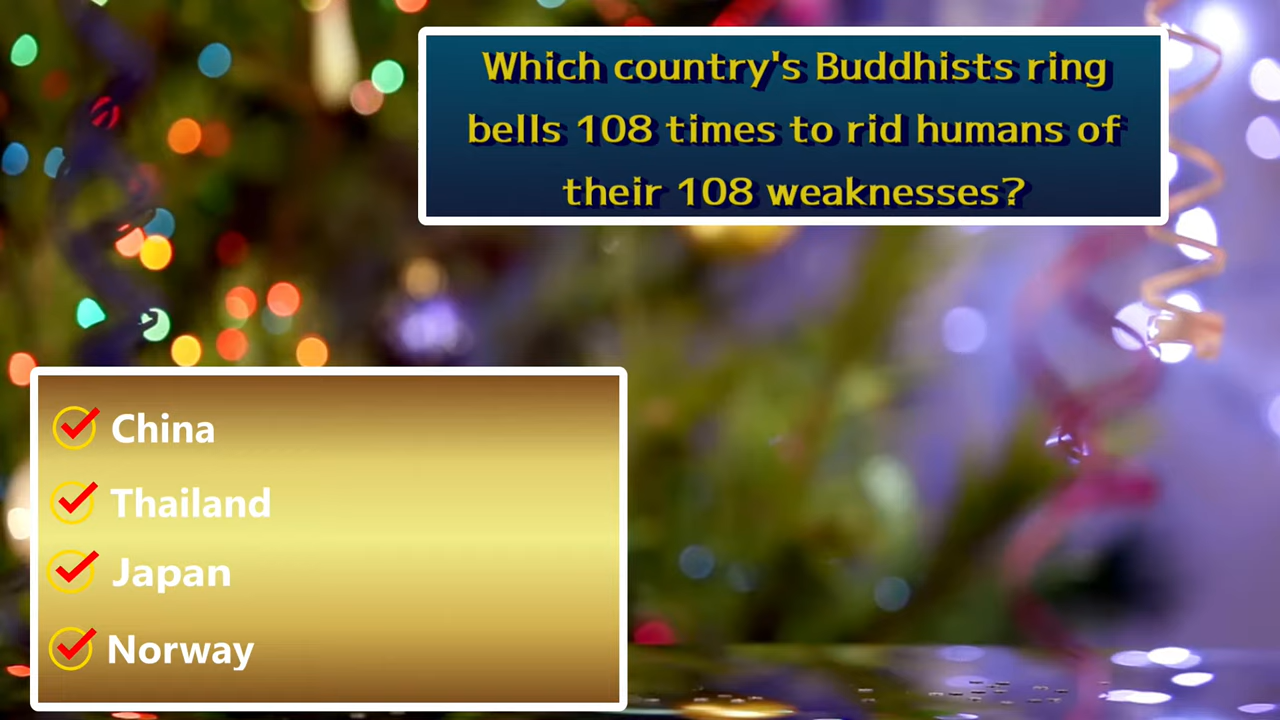 Which country's Buddhists ring
bells 108 times to rid humans of
their 108 weaknesses?
China
Thailand
Japan
Norway